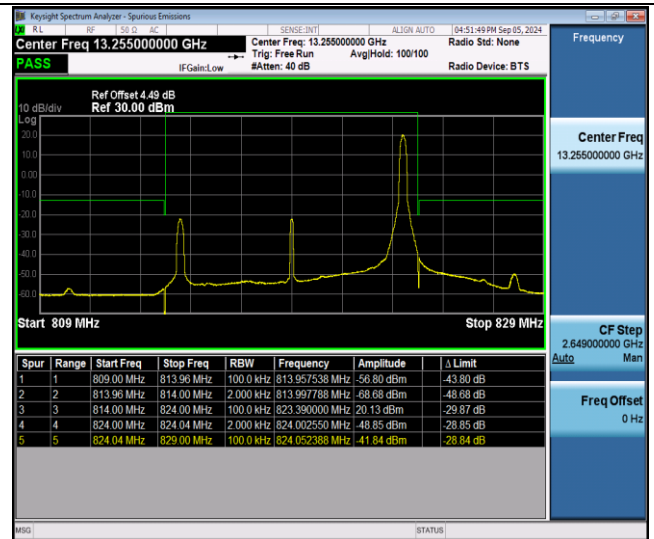 Keysight Spectrum Analyzer - Spurious Emissions
RL RF 50 Ω AC SENSE:INT ALIGN AUTO 04:51:49 PM Sep 05, 2024
Center Freq 13.255000000 GHz Center Freq: 13.255000000 GHz Radio Std: None
Trig: Free Run Avg|Hold: 100/100
PASS IFGain:Low #Atten: 40 dB Radio Device: BTS
Ref Offset 4.49 dB
10 dB/div Ref 30.00 dBm
Log
20.0
10.0
0.00
-10.0
-20.0
-30.0
-40.0
-50.0
-60.0
Start 809 MHz Stop 829 MHz
Spur Range Start Freq Stop Freq RBW Frequency Amplitude Δ Limit
1 1 809.00 MHz 813.96 MHz 100.0 kHz 813.957538 MHz -56.80 dBm -43.80 dB
2 2 813.96 MHz 814.00 MHz 2.000 kHz 813.997788 MHz -68.68 dBm -48.68 dB
3 3 814.00 MHz 824.00 MHz 100.0 kHz 823.390000 MHz 20.13 dBm -29.87 dB
4 4 824.00 MHz 824.04 MHz 2.000 kHz 824.002550 MHz -48.85 dBm -28.85 dB
5 5 824.04 MHz 829.00 MHz 100.0 kHz 824.052388 MHz -41.84 dBm -28.84 dB
MSG STATUS
Frequency
Center Freq
13.255000000 GHz
CF Step
2.649000000 GHz
Auto Man
Freq Offset
0 Hz